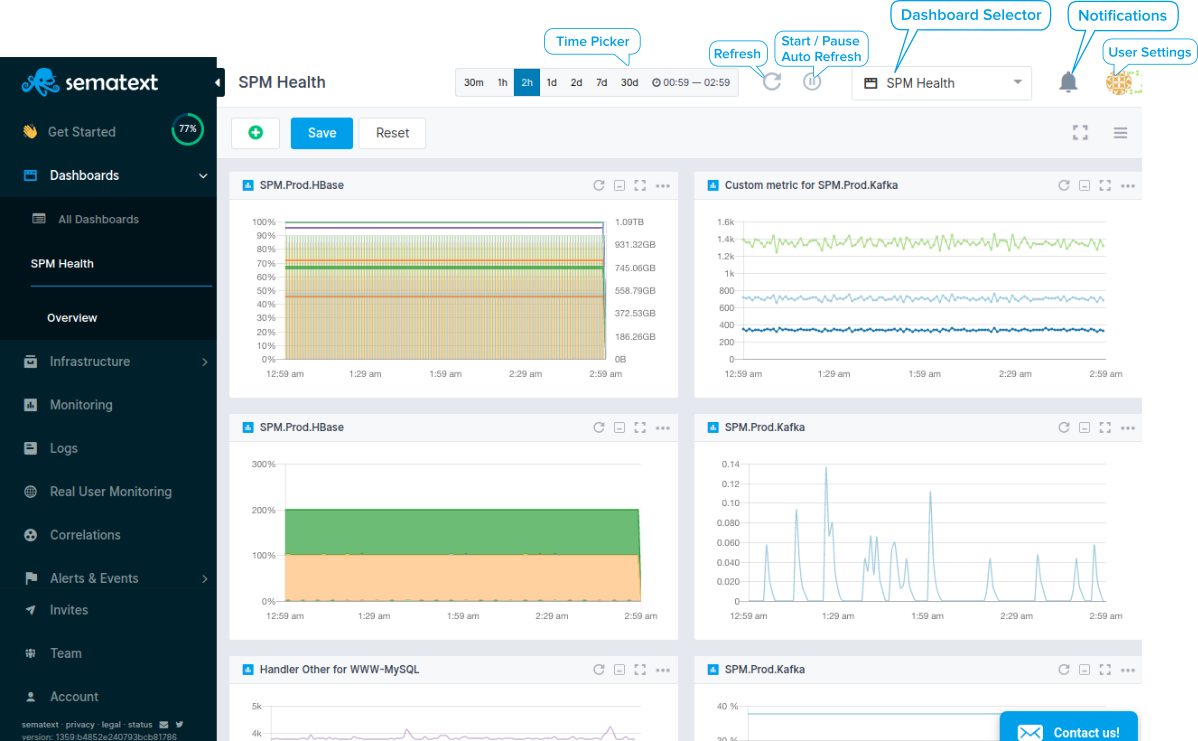 Dashboard Selector
Notifications
Time Picker
Start / Pause
Auto Refresh
Refresh
User Settings
sematext
SPM Health
30m 1h 2h 1d 2d 7d 30d 00:59 — 02:59
SPM Health
Get Started
77%
Save
Reset
Dashboards
All Dashboards
SPM Health
Overview
Infrastructure
Monitoring
Logs
Real User Monitoring
Correlations
Alerts & Events
Invites
Team
Account
sematext · privacy · legal · status
version: 1359:b4852e240793bcb81786
SPM.Prod.HBase
100% 1.09TB
90% 931.32GB
80%
70% 745.06GB
60%
50% 558.79GB
40%
30% 372.53GB
20% 186.26GB
10%
0% 0B
12:59 am 1:29 am 1:59 am 2:29 am 2:59 am
Custom metric for SPM.Prod.Kafka
1.6k
1.4k
1.2k
1k
800
600
400
200
0
12:59 am 1:29 am 1:59 am 2:29 am 2:59 am
SPM.Prod.HBase
300%
200%
100%
0%
12:59 am 1:29 am 1:59 am 2:29 am 2:59 am
SPM.Prod.Kafka
0.14
0.12
0.10
0.080
0.060
0.040
0.020
0
12:59 am 1:29 am 1:59 am 2:29 am 2:59 am
Handler Other for WWW-MySQL
5k
4k
SPM.Prod.Kafka
40 %
30 %
Contact us!